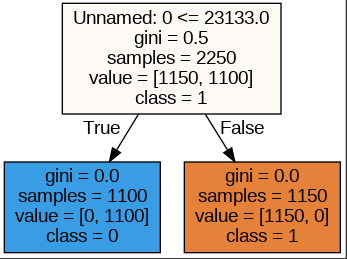 Unnamed: 0 <= 23133.0
gini = 0.5
samples = 2250
value = [1150, 1100]
class = 1
True
False
gini = 0.0
samples = 1100
value = [0, 1100]
class = 0
gini = 0.0
samples = 1150
value = [1150, 0]
class = 1